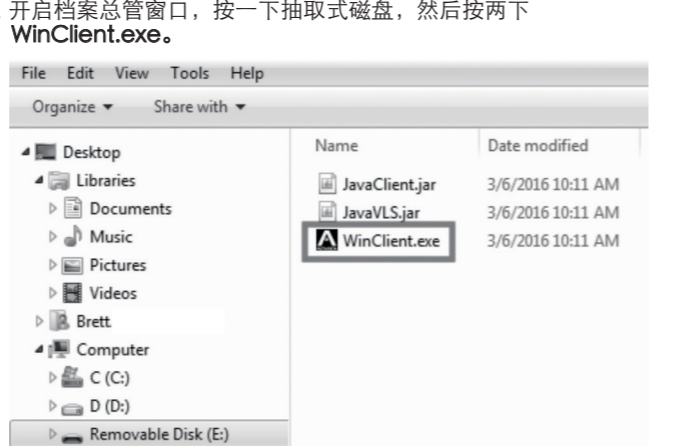 开启档案总管窗口，按一下抽取式磁盘，然后按两下
WinClient.exe。
File Edit View Tools Help
Organize Share with
Name Date modified
Desktop
Libraries
Documents
Music
Pictures
Videos
Brett
Computer
C (C:)
D (D:)
Removable Disk (E:)
JavaClient.jar 3/6/2016 10:11 AM
JavaVLS.jar 3/6/2016 10:11 AM
WinClient.exe 3/6/2016 10:11 AM